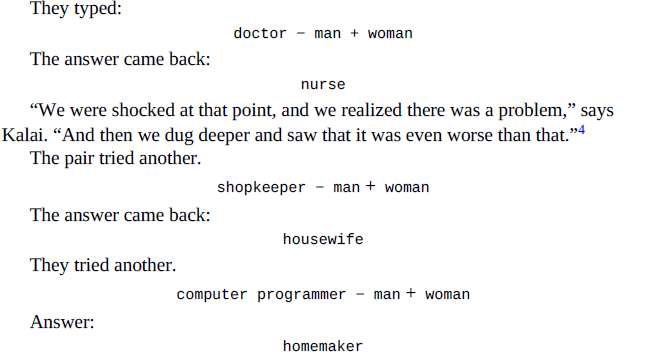 They typed:
doctor − man + woman
The answer came back:
nurse
“We were shocked at that point, and we realized there was a problem,” says
Kalai. “And then we dug deeper and saw that it was even worse than that.”4
The pair tried another.
shopkeeper − man + woman
The answer came back:
housewife
They tried another.
computer programmer − man + woman
Answer:
homemaker